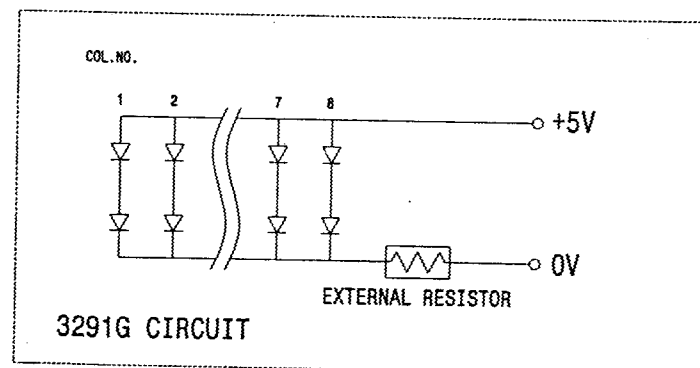 COL.NO.
1 2 7 8
+5V
0V
EXTERNAL RESISTOR
3291G CIRCUIT